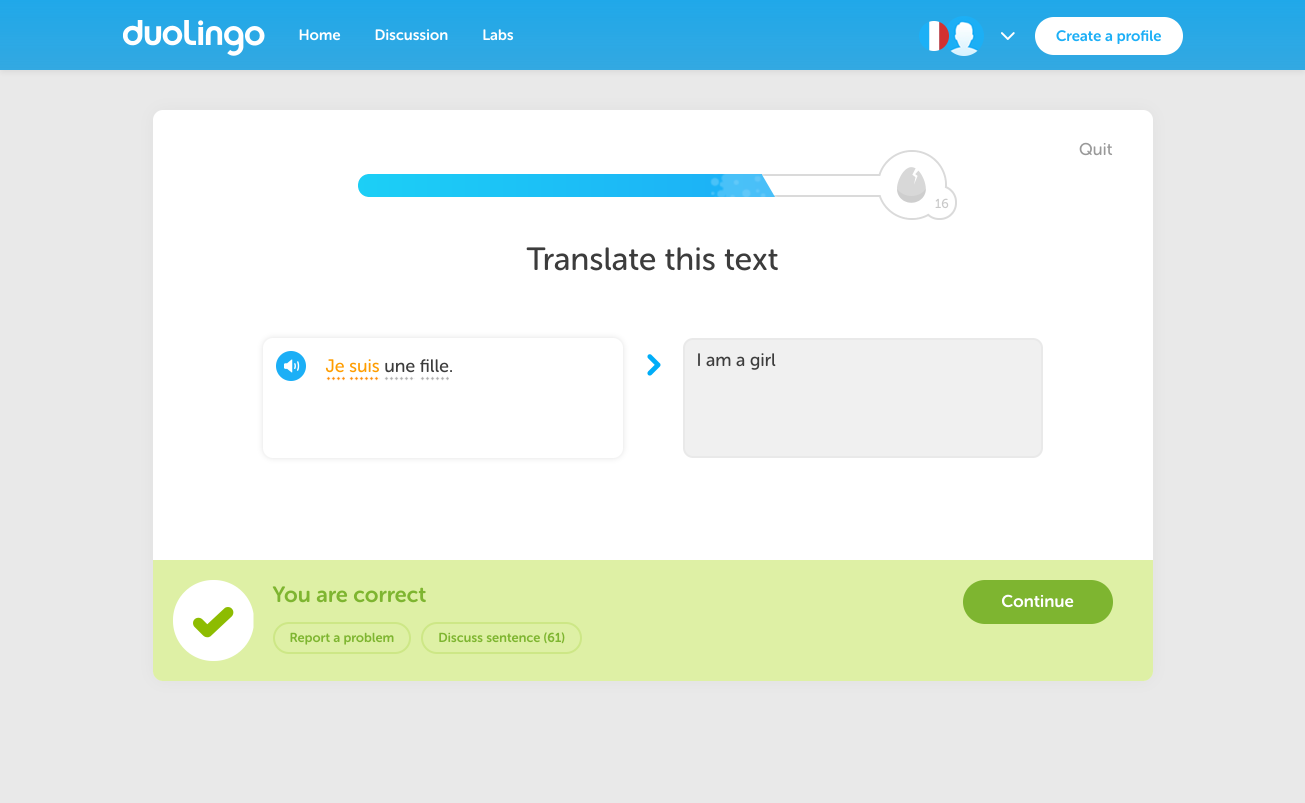 duolingo
Home
Discussion
Labs
Create a profile
Quit
16
Translate this text
Je suis une fille.
I am a girl
You are correct
Report a problem
Discuss sentence (61)
Continue